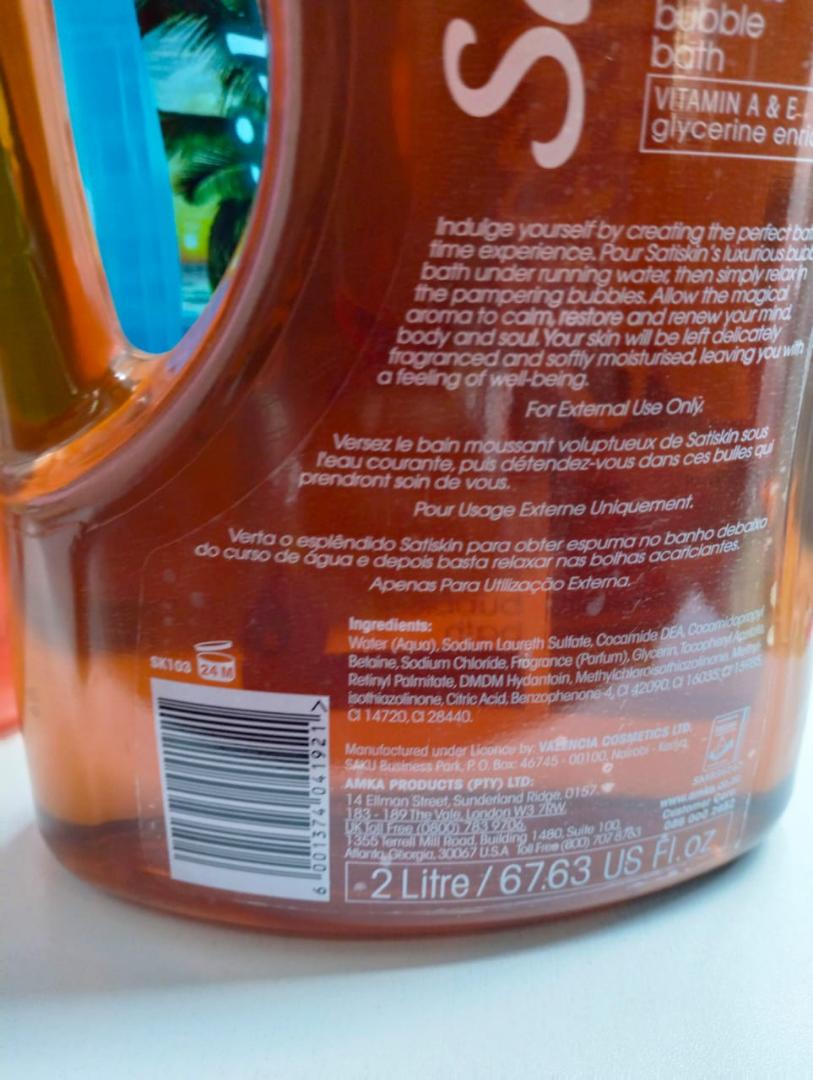 bubble
bath
VITAMIN A & E
glycerine
Indulge yourself by creating the perfect
time experience. Pour Satiskin's luxurious
bath under running water, then simply relax in
the pampering bubbles. Allow the magical
aroma to calm, restore and renew your mind,
body and soul. Your skin will be left delicately
fragranced and softly moisturised, leaving you with
a feeling of well-being.
For External Use Only.
Versez le bain moussant voluptueux de Satiskin sous
l'eau courante, puis détendez-vous dans ces bulles qui
prendront soin de vous.
Pour Usage Externe Uniquement.
Verta o esplêndido Satiskin para obter espuma no banho debaixo
do curso de água e depois basta relaxar nas bolhas acariciantes.
Apenas Para Utilização Externa.
Ingredients:
Water (Aqua), Sodium Laureth Sulfate, Cocamide DEA, Cocamidopropyl
Betaine, Sodium Chloride, Fragrance (Parfum), Glycerin, Tocopheryl
Retinyl Palmitate, DMDM Hydantoin, Methylchloroisothiazolinone,
isothiazolinone, Citric Acid, Benzophenone-4, CI 42090, CI 16035,
CI 14720, CI 28440.
SK103
24 M
6 001374 041921 >
Manufactured under Licence by: VALENCIA COSMETICS LTD.
SAKU Business Park, P.O. Box: 46745 - 00100, Nairobi - Kenya.
AMKA PRODUCTS (PTY) LTD:
14 Ellman Street, Sunderland Ridge, 0157.
183 - 189 The Vale, London W3 7RW.
UK Toll Free (0800) 783 9706.
1355 Terrell Mill Road, Building 1480, Suite 100,
Atlanta, Georgia, 30067 U.S.A Toll Free (800) 707 8783
2 Litre / 67.63 US Fl. oz